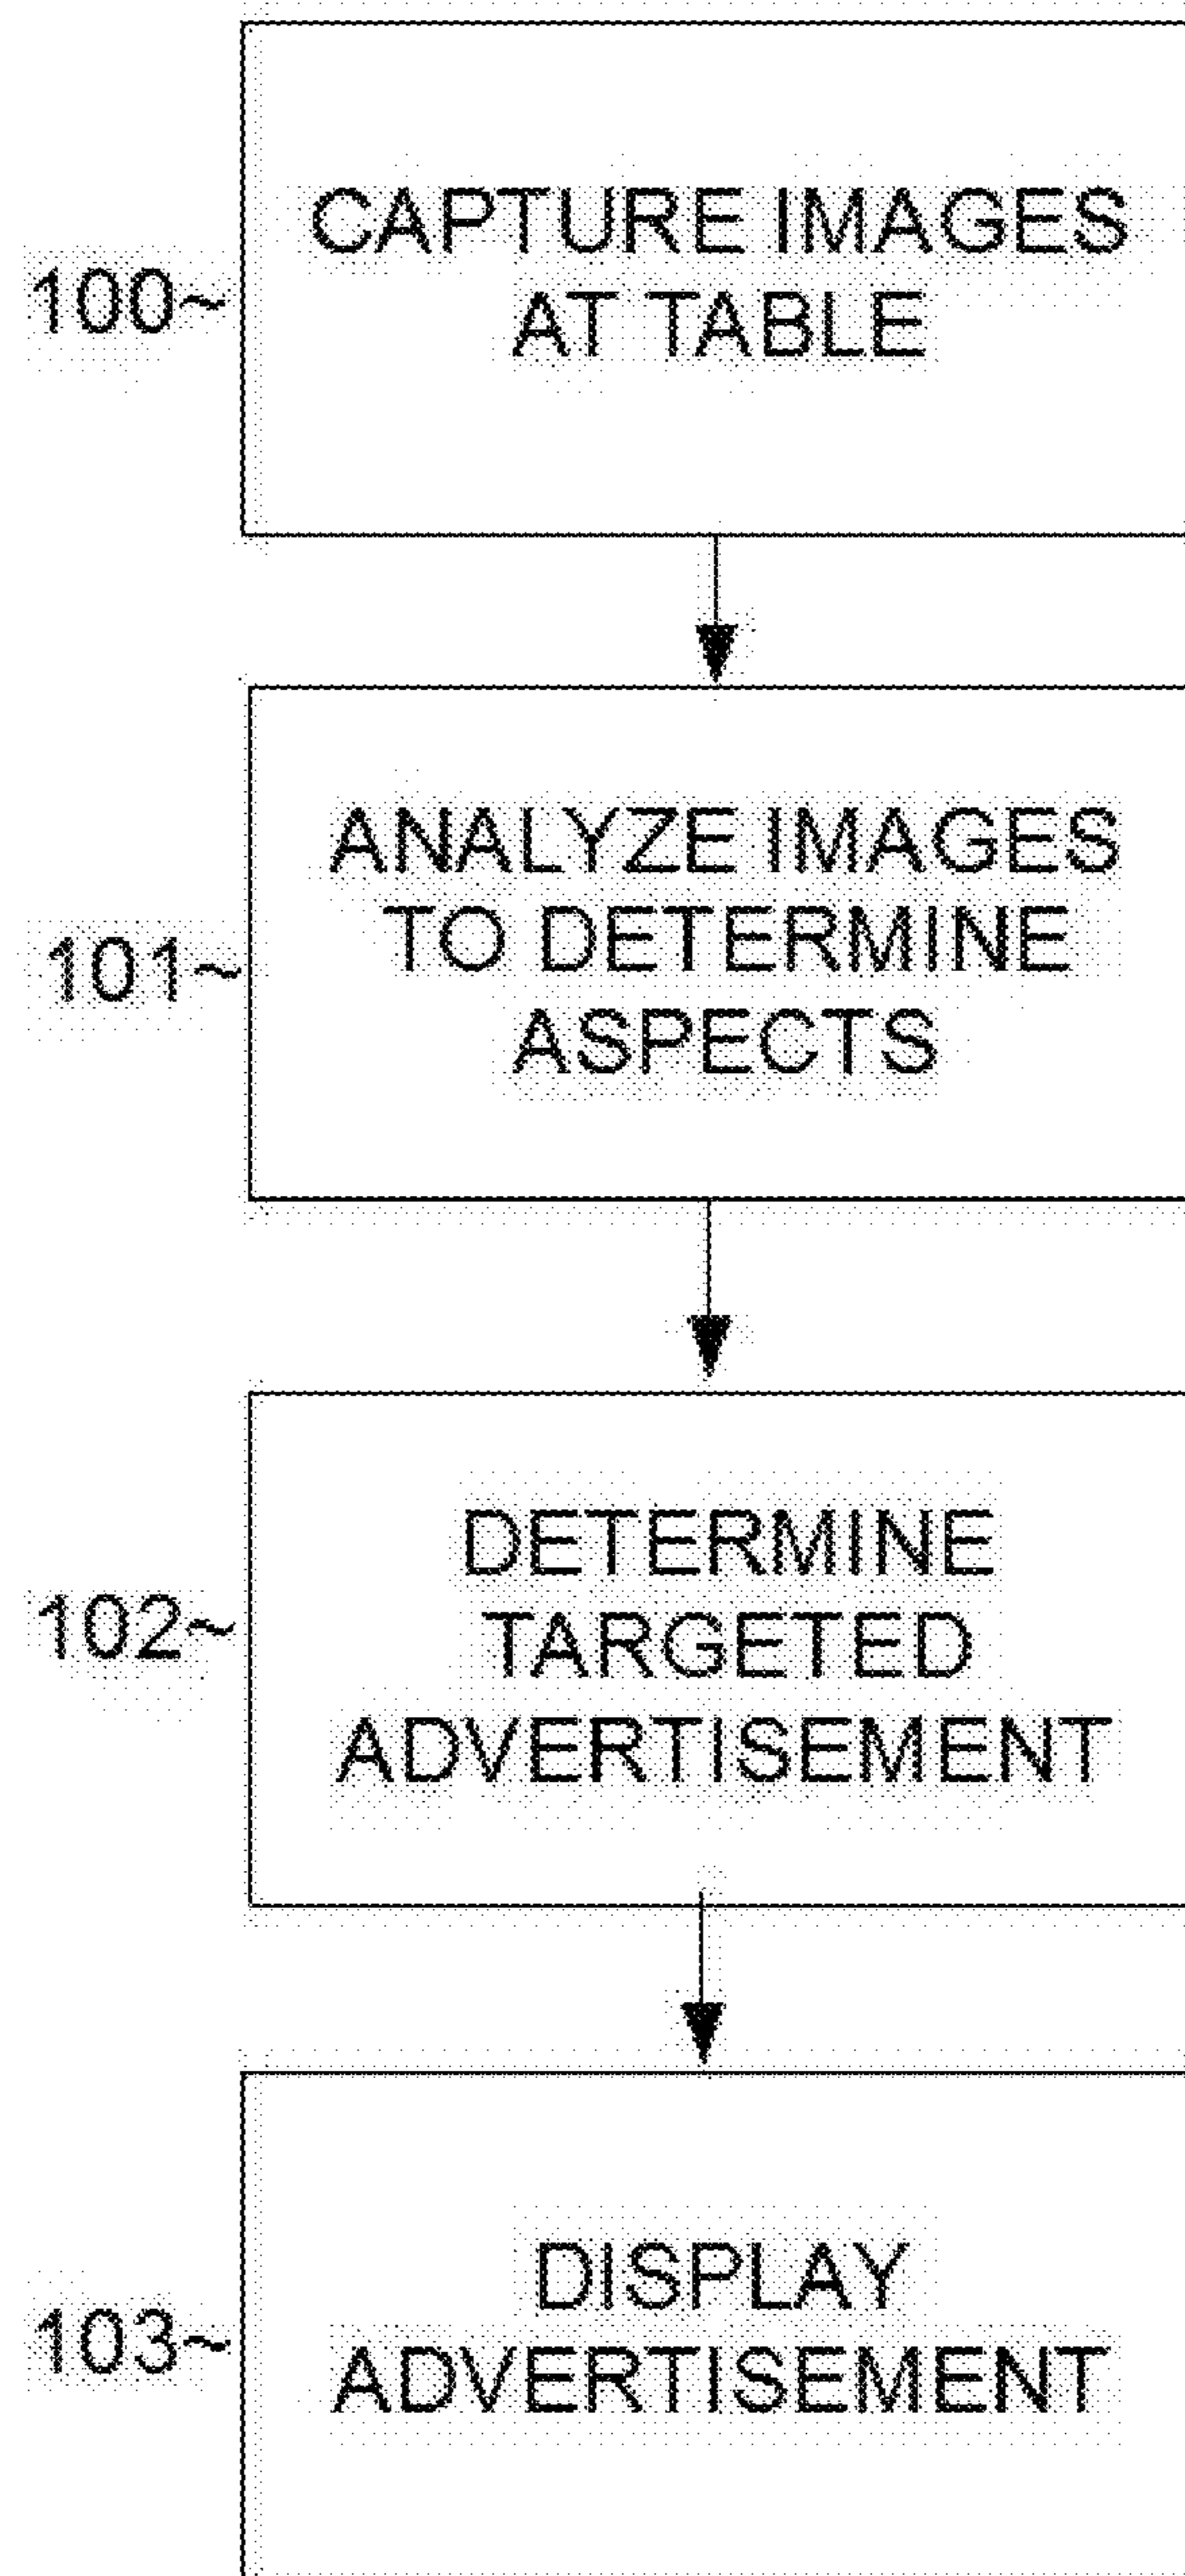 CAPTURE IMAGES
AT TABLE
100~
ANALYZE IMAGES
TO DETERMINE
ASPECTS
101~
DETERMINE
TARGETED
ADVERTISEMENT
102~
DISPLAY
ADVERTISEMENT
103~